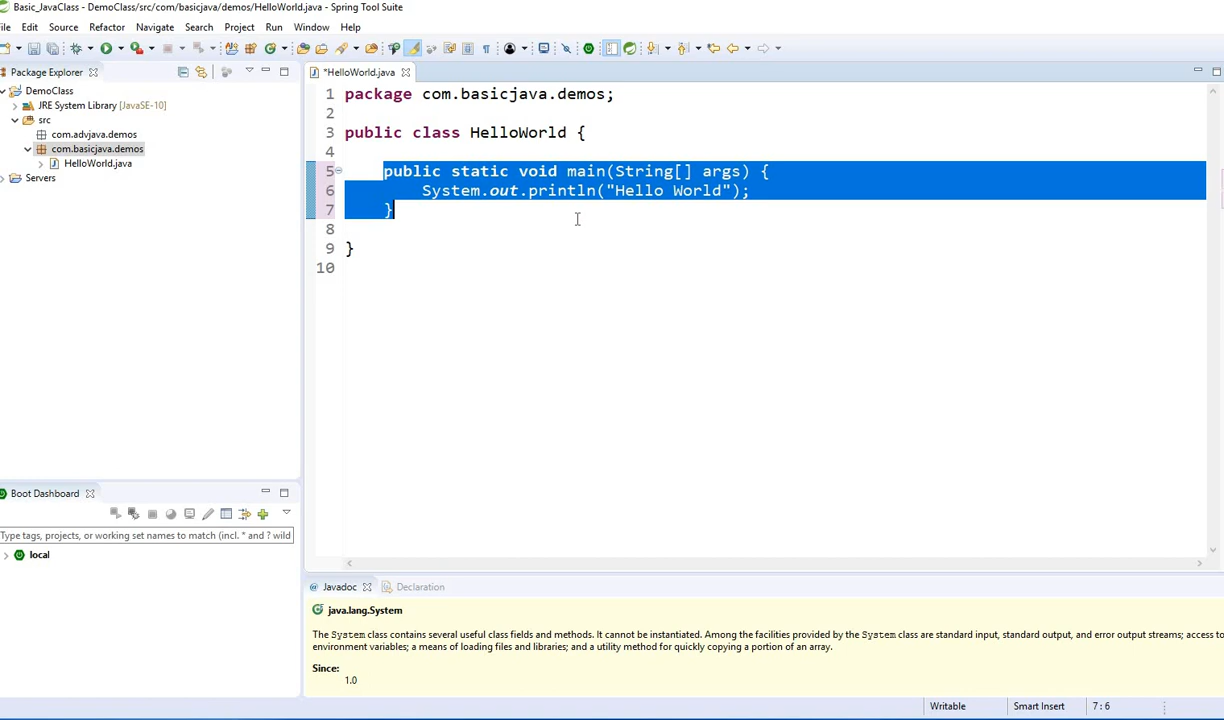 Basic_JavaClass - DemoClass/src/com/basicjava/demos/HelloWorld.java - Spring Tool Suite
File Edit Source Refactor Navigate Search Project Run Window Help
Package Explorer
DemoClass
JRE System Library [JavaSE-10]
src
com.advjava.demos
com.basicjava.demos
HelloWorld.java
Servers
*HelloWorld.java
1 package com.basicjava.demos;
2
3 public class HelloWorld {
4
5 public static void main(String[] args) {
6 System.out.println("Hello World");
7 }
8
9 }
10
Boot Dashboard
Type tags, projects, or working set names to match (incl. * and ? wild
local
@ Javadoc Declaration
java.lang.System
The System class contains several useful class fields and methods. It cannot be instantiated. Among the facilities provided by the System class are standard input, standard output, and error output streams; access to
environment variables; a means of loading files and libraries; and a utility method for quickly copying a portion of an array.
Since:
1.0
Writable Smart Insert 7 : 6